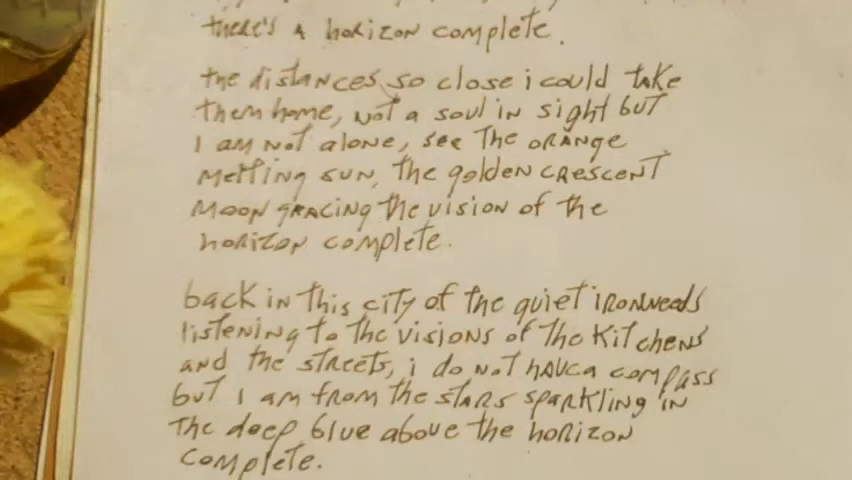 there's a horizon complete.
the distances so close i could take
them home, not a soul in sight but
I am not alone, see the orange
melting sun, the golden crescent
moon gracing the vision of the
horizon complete.
back in this city of the quiet ironweeds
listening to the visions of the kitchens
and the streets, i do not have a compass
but I am from the stars sparkling in
the deep blue above the horizon
complete.